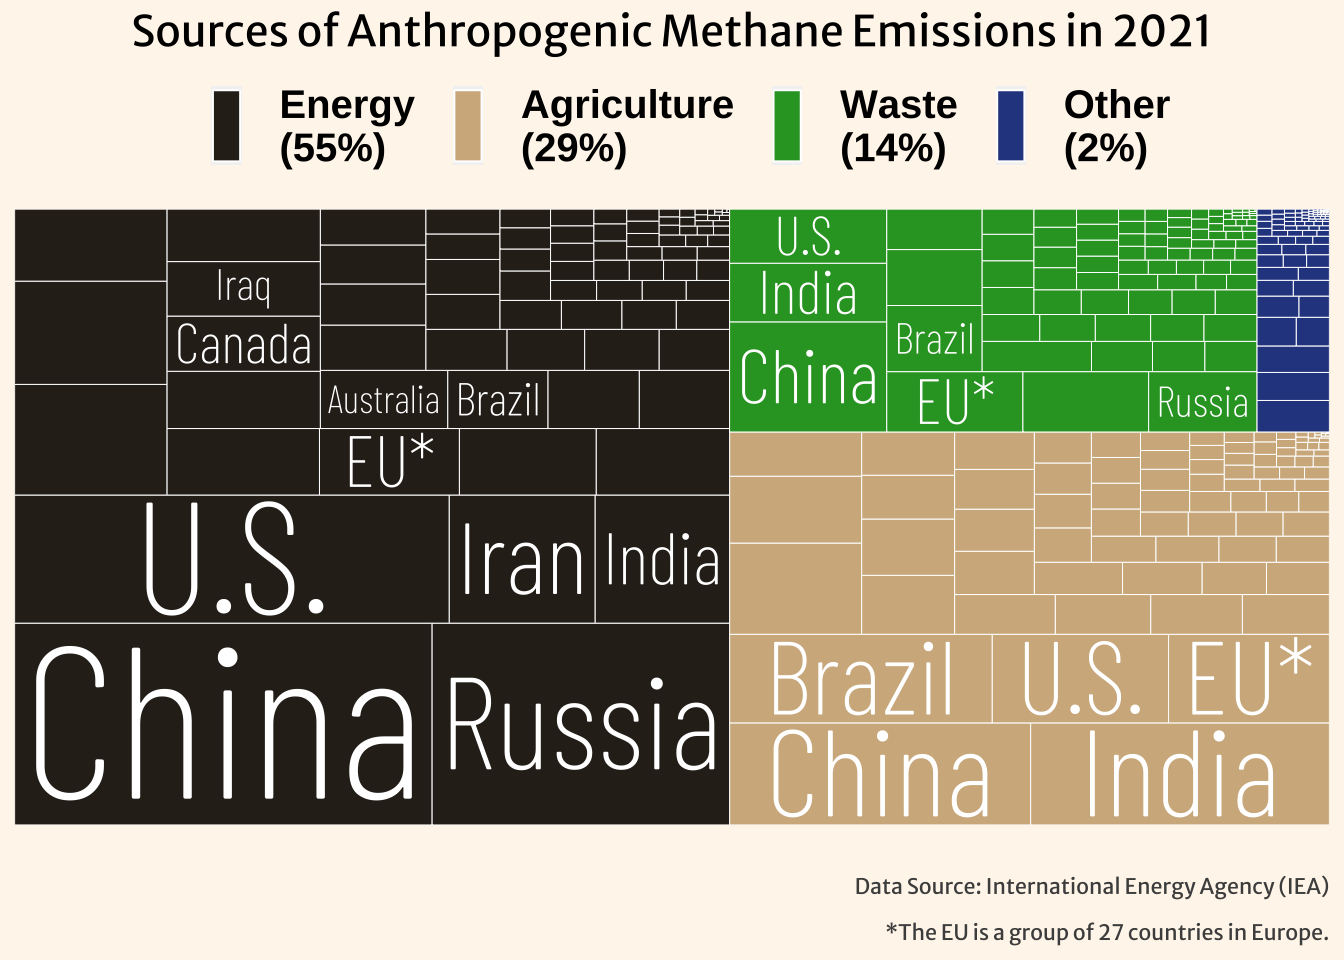 Sources of Anthropogenic Methane Emissions in 2021
Energy
(55%)
Agriculture
(29%)
Waste
(14%)
Other
(2%)
Iraq
Canada
Australia
Brazil
EU*
U.S.
Iran
India
China
Russia
U.S.
India
China
Brazil
EU*
Russia
Brazil
U.S.
EU*
China
India
Data Source: International Energy Agency (IEA)
*The EU is a group of 27 countries in Europe.